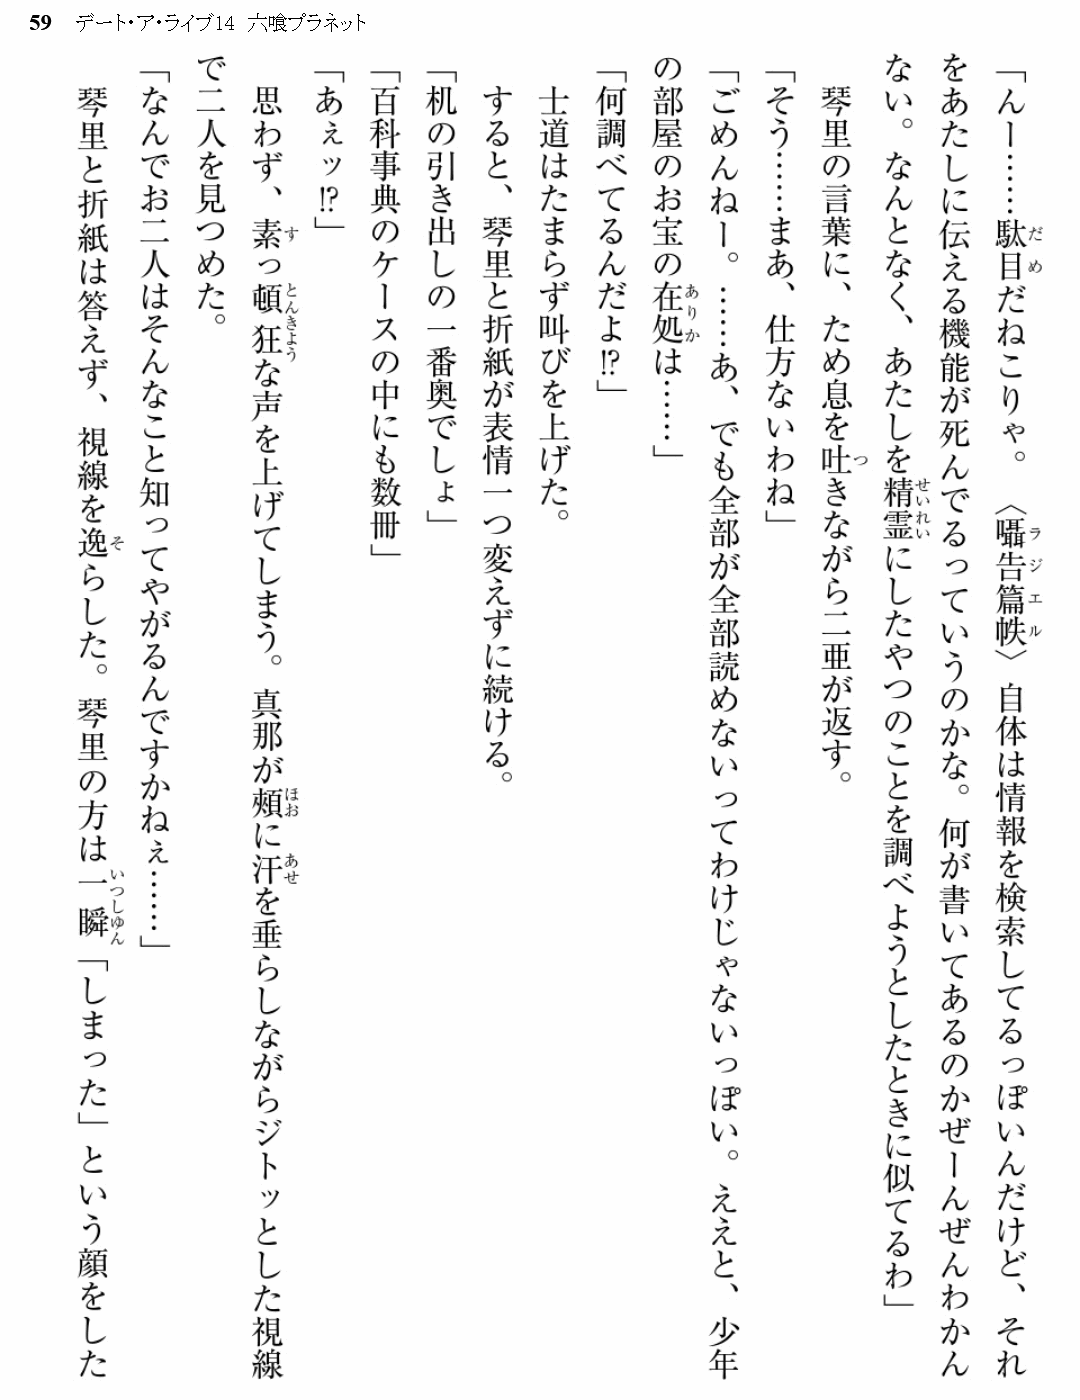 59 デート・ア・ライブ14 六喰プラネット
「んー……駄目だねこりゃ。〈囁告篇帙〉自体は情報を検索してるっぽいんだけど、それ
をあたしに伝える機能が死んでるっていうのかな。何が書いてあるのかぜーんぜんわかん
ない。なんとなく、あたしを精霊にしたやつのことを調べようとしたときに似てるわ」
琴里の言葉に、ため息を吐きながら二亜が返す。
「そう……まあ、仕方ないわね」
「ごめんねー。……あ、でも全部が全部読めないってわけじゃないっぽい。ええと、少年
の部屋のお宝の在処は……」
「何調べてるんだよ!?」
士道はたまらず叫びを上げた。
すると、琴里と折紙が表情一つ変えずに続ける。
「机の引き出しの一番奥でしょ」
「百科事典のケースの中にも数冊」
「あぇッ!?」
思わず、素っ頓狂な声を上げてしまう。真那が頰に汗を垂らしながらジトッとした視線
で二人を見つめた。
「なんでお二人はそんなこと知ってやがるんですかねぇ……」
琴里と折紙は答えず、視線を逸らした。琴里の方は一瞬「しまった」という顔をした